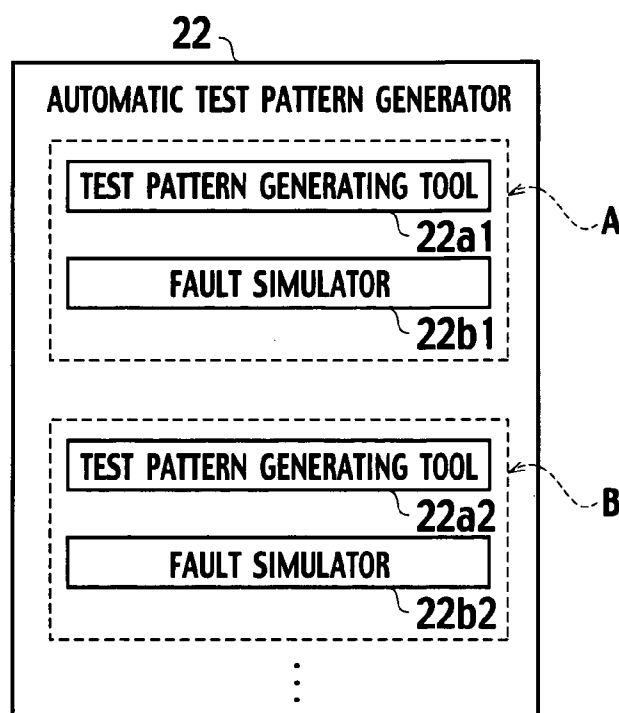 22
AUTOMATIC TEST PATTERN GENERATOR
TEST PATTERN GENERATING TOOL
A
22a1
FAULT SIMULATOR
22b1
TEST PATTERN GENERATING TOOL
B
22a2
FAULT SIMULATOR
22b2